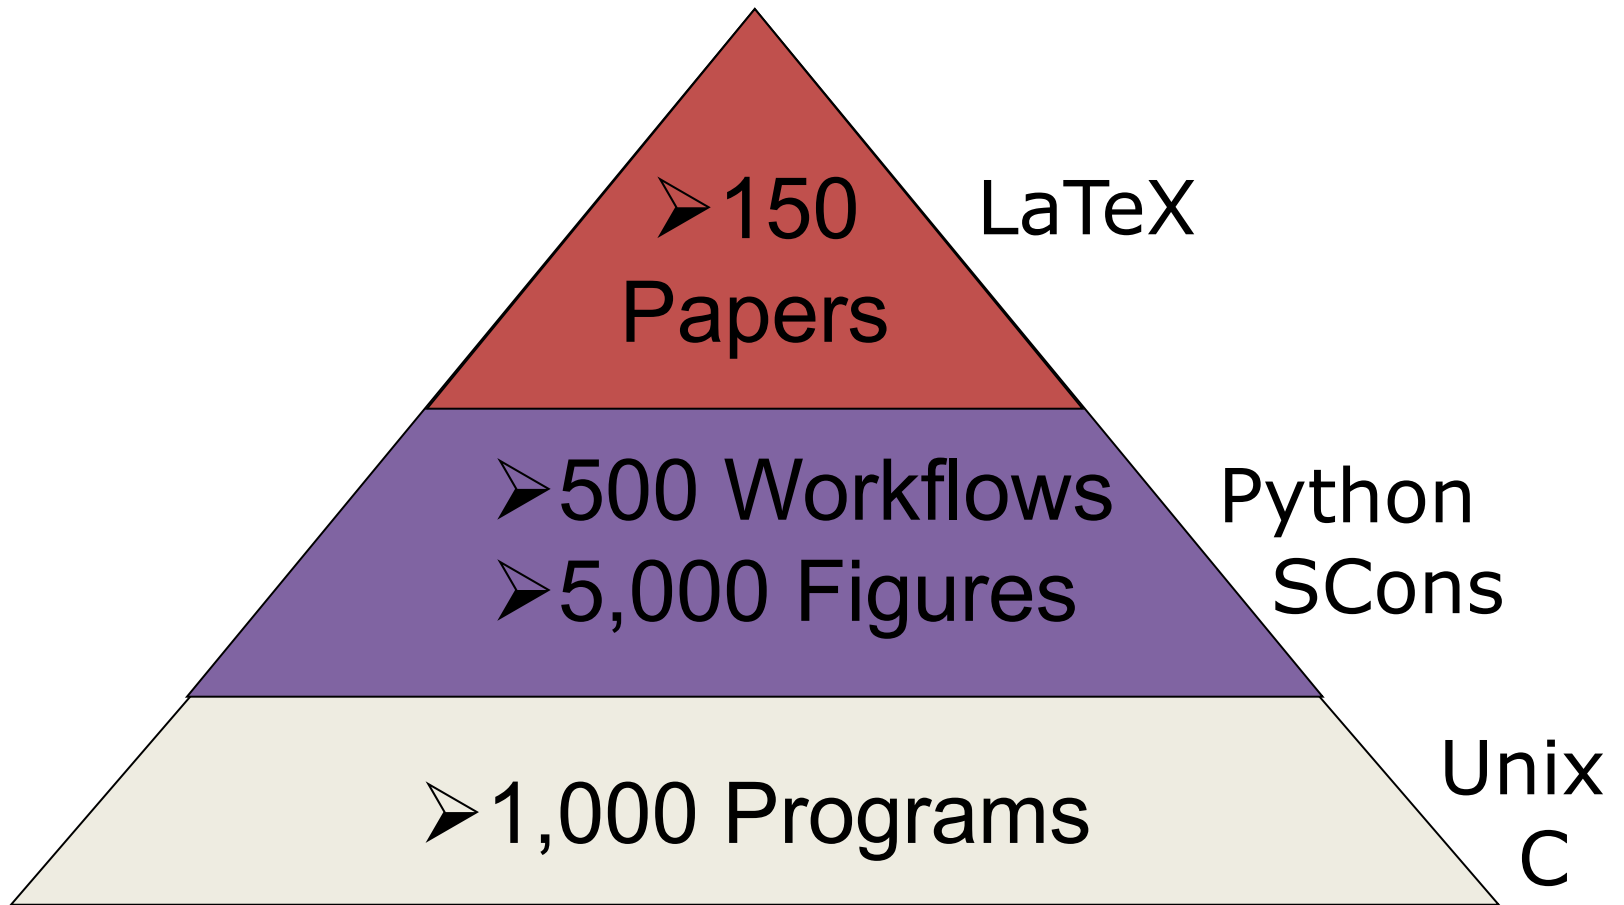 ➢150
Papers
LaTeX
➢500 Workflows
➢5,000 Figures
Python
SCons
➢1,000 Programs
Unix
C